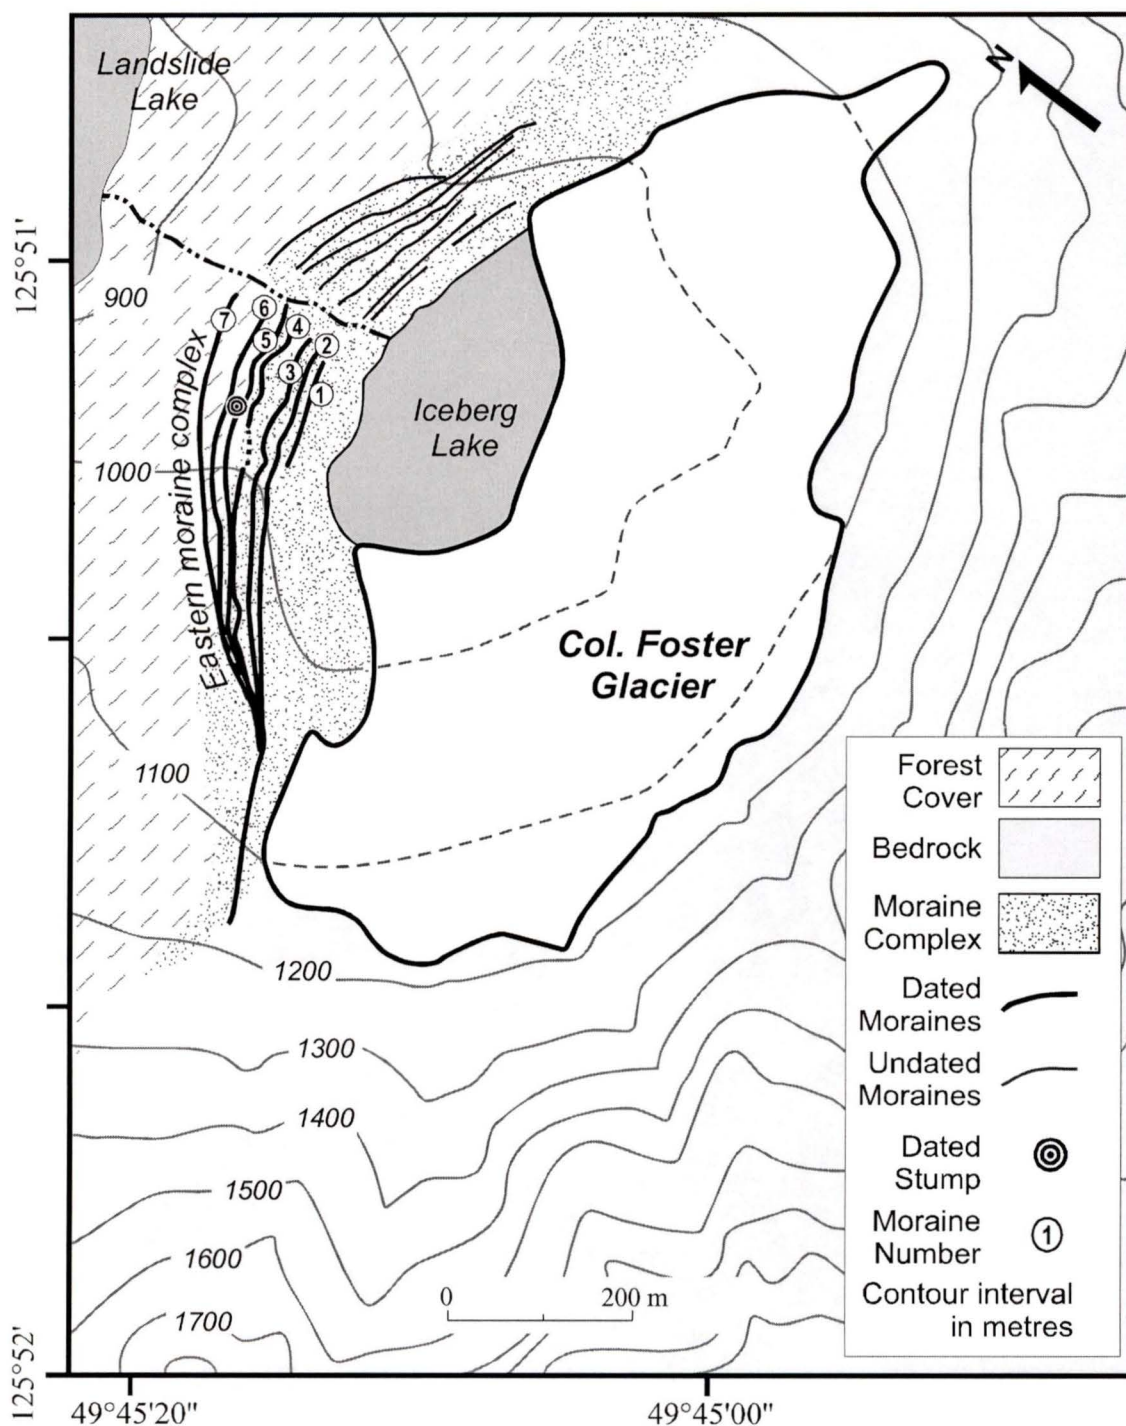 Landslide
Lake
N
125°51'
900
7
6
5
4
2
3
1
Iceberg
Lake
Eastern moraine complex
1000
Col. Foster
Glacier
1100
1200
1300
1400
1500
1600
1700
0 200 m
Forest
Cover
Bedrock
Moraine
Complex
Dated
Moraines
Undated
Moraines
Dated
Stump
Moraine
Number
1
Contour interval
in metres
125°52'
49°45'20"
49°45'00"